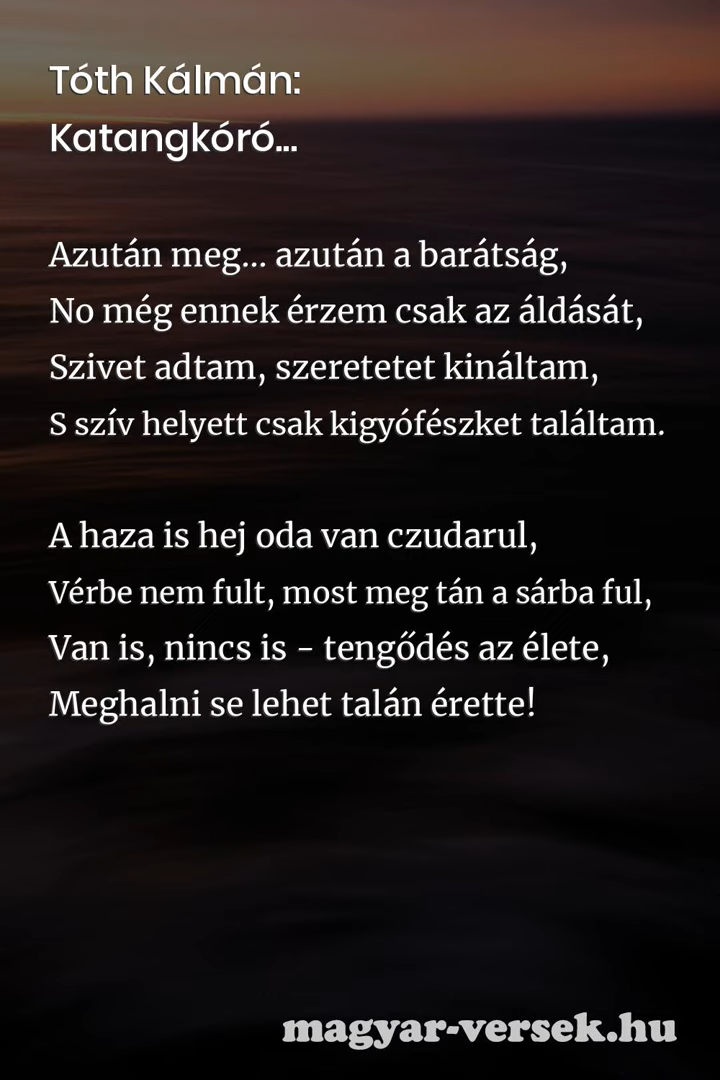 Tóth Kálmán:
Katangkóró...
Azután meg... azután a barátság,
No még ennek érzem csak az áldását,
Szivet adtam, szeretetet kináltam,
S szív helyett csak kigyófészket találtam.
A haza is hej oda van czudarul,
Vérbe nem fult, most meg tán a sárba ful,
Van is, nincs is - tengődés az élete,
Meghalni se lehet talán érette!
magyar-versek.hu